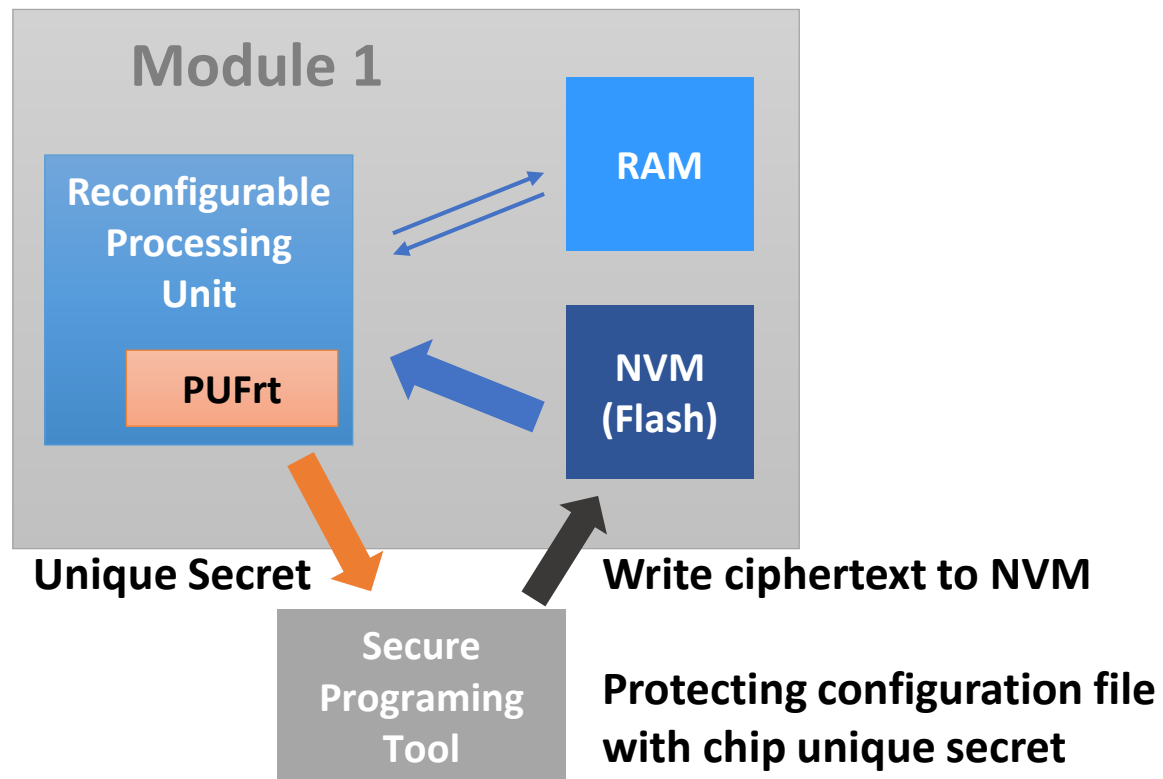 Module 1
RAM
Reconfigurable
Processing
Unit
PUFrt
NVM
(Flash)
Unique Secret
Write ciphertext to NVM
Secure
Programing
Tool
Protecting configuration file
with chip unique secret